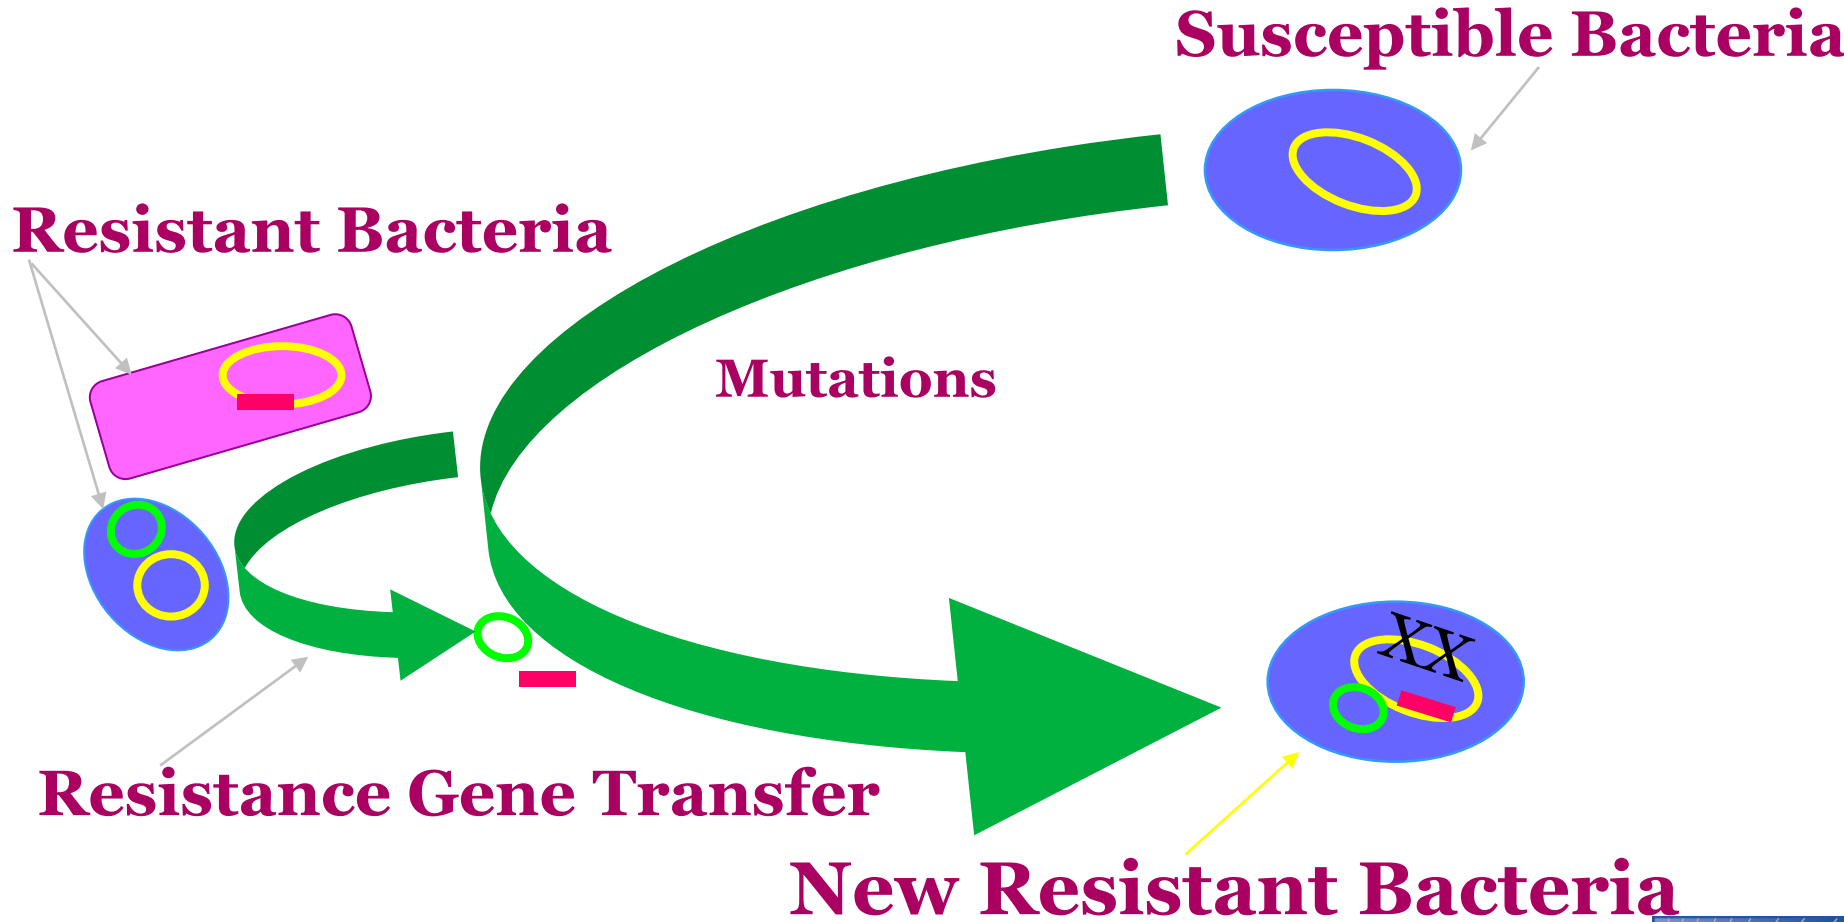 Susceptible Bacteria
Resistant Bacteria
Mutations
XX
Resistance Gene Transfer
New Resistant Bacteria